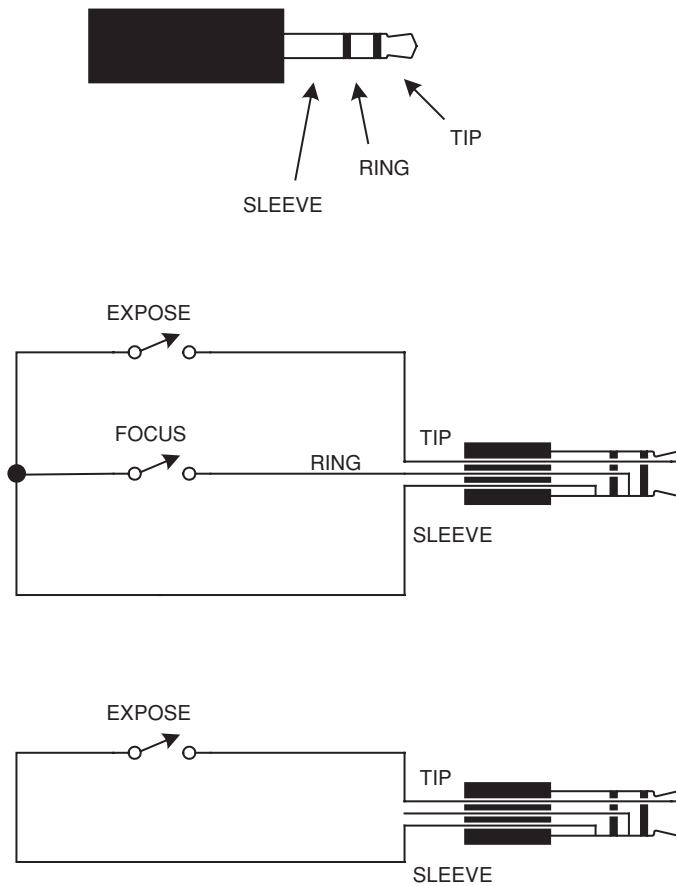 TIP
RING
SLEEVE
EXPOSE
FOCUS
TIP
RING
SLEEVE
EXPOSE
TIP
SLEEVE